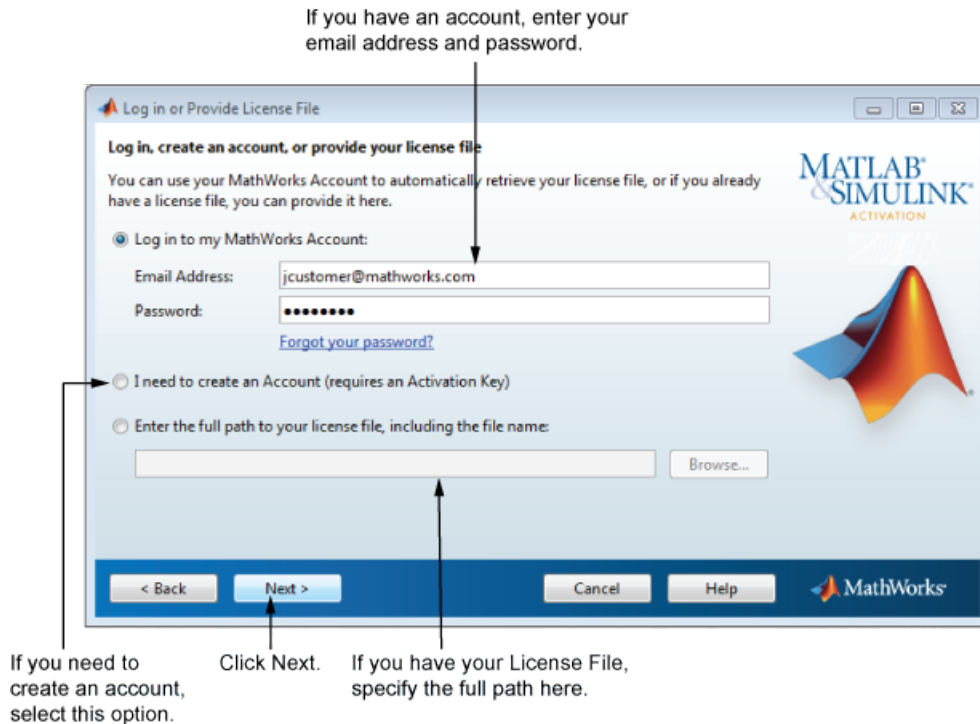 If you have an account, enter your
email address and password.
Log in or Provide License File
Log in, create an account, or provide your license file
You can use your MathWorks Account to automatically retrieve your license file, or if you already
have a license file, you can provide it here.
MATLAB®
&SIMULINK®
ACTIVATION
Log in to my MathWorks Account:
Email Address:
jcustomer@mathworks.com
Password:
••••••••
Forgot your password?
I need to create an Account (requires an Activation Key)
Enter the full path to your license file, including the file name:
Browse...
< Back
Next >
Cancel
Help
MathWorks®
If you need to
create an account,
select this option.
Click Next.
If you have your License File,
specify the full path here.